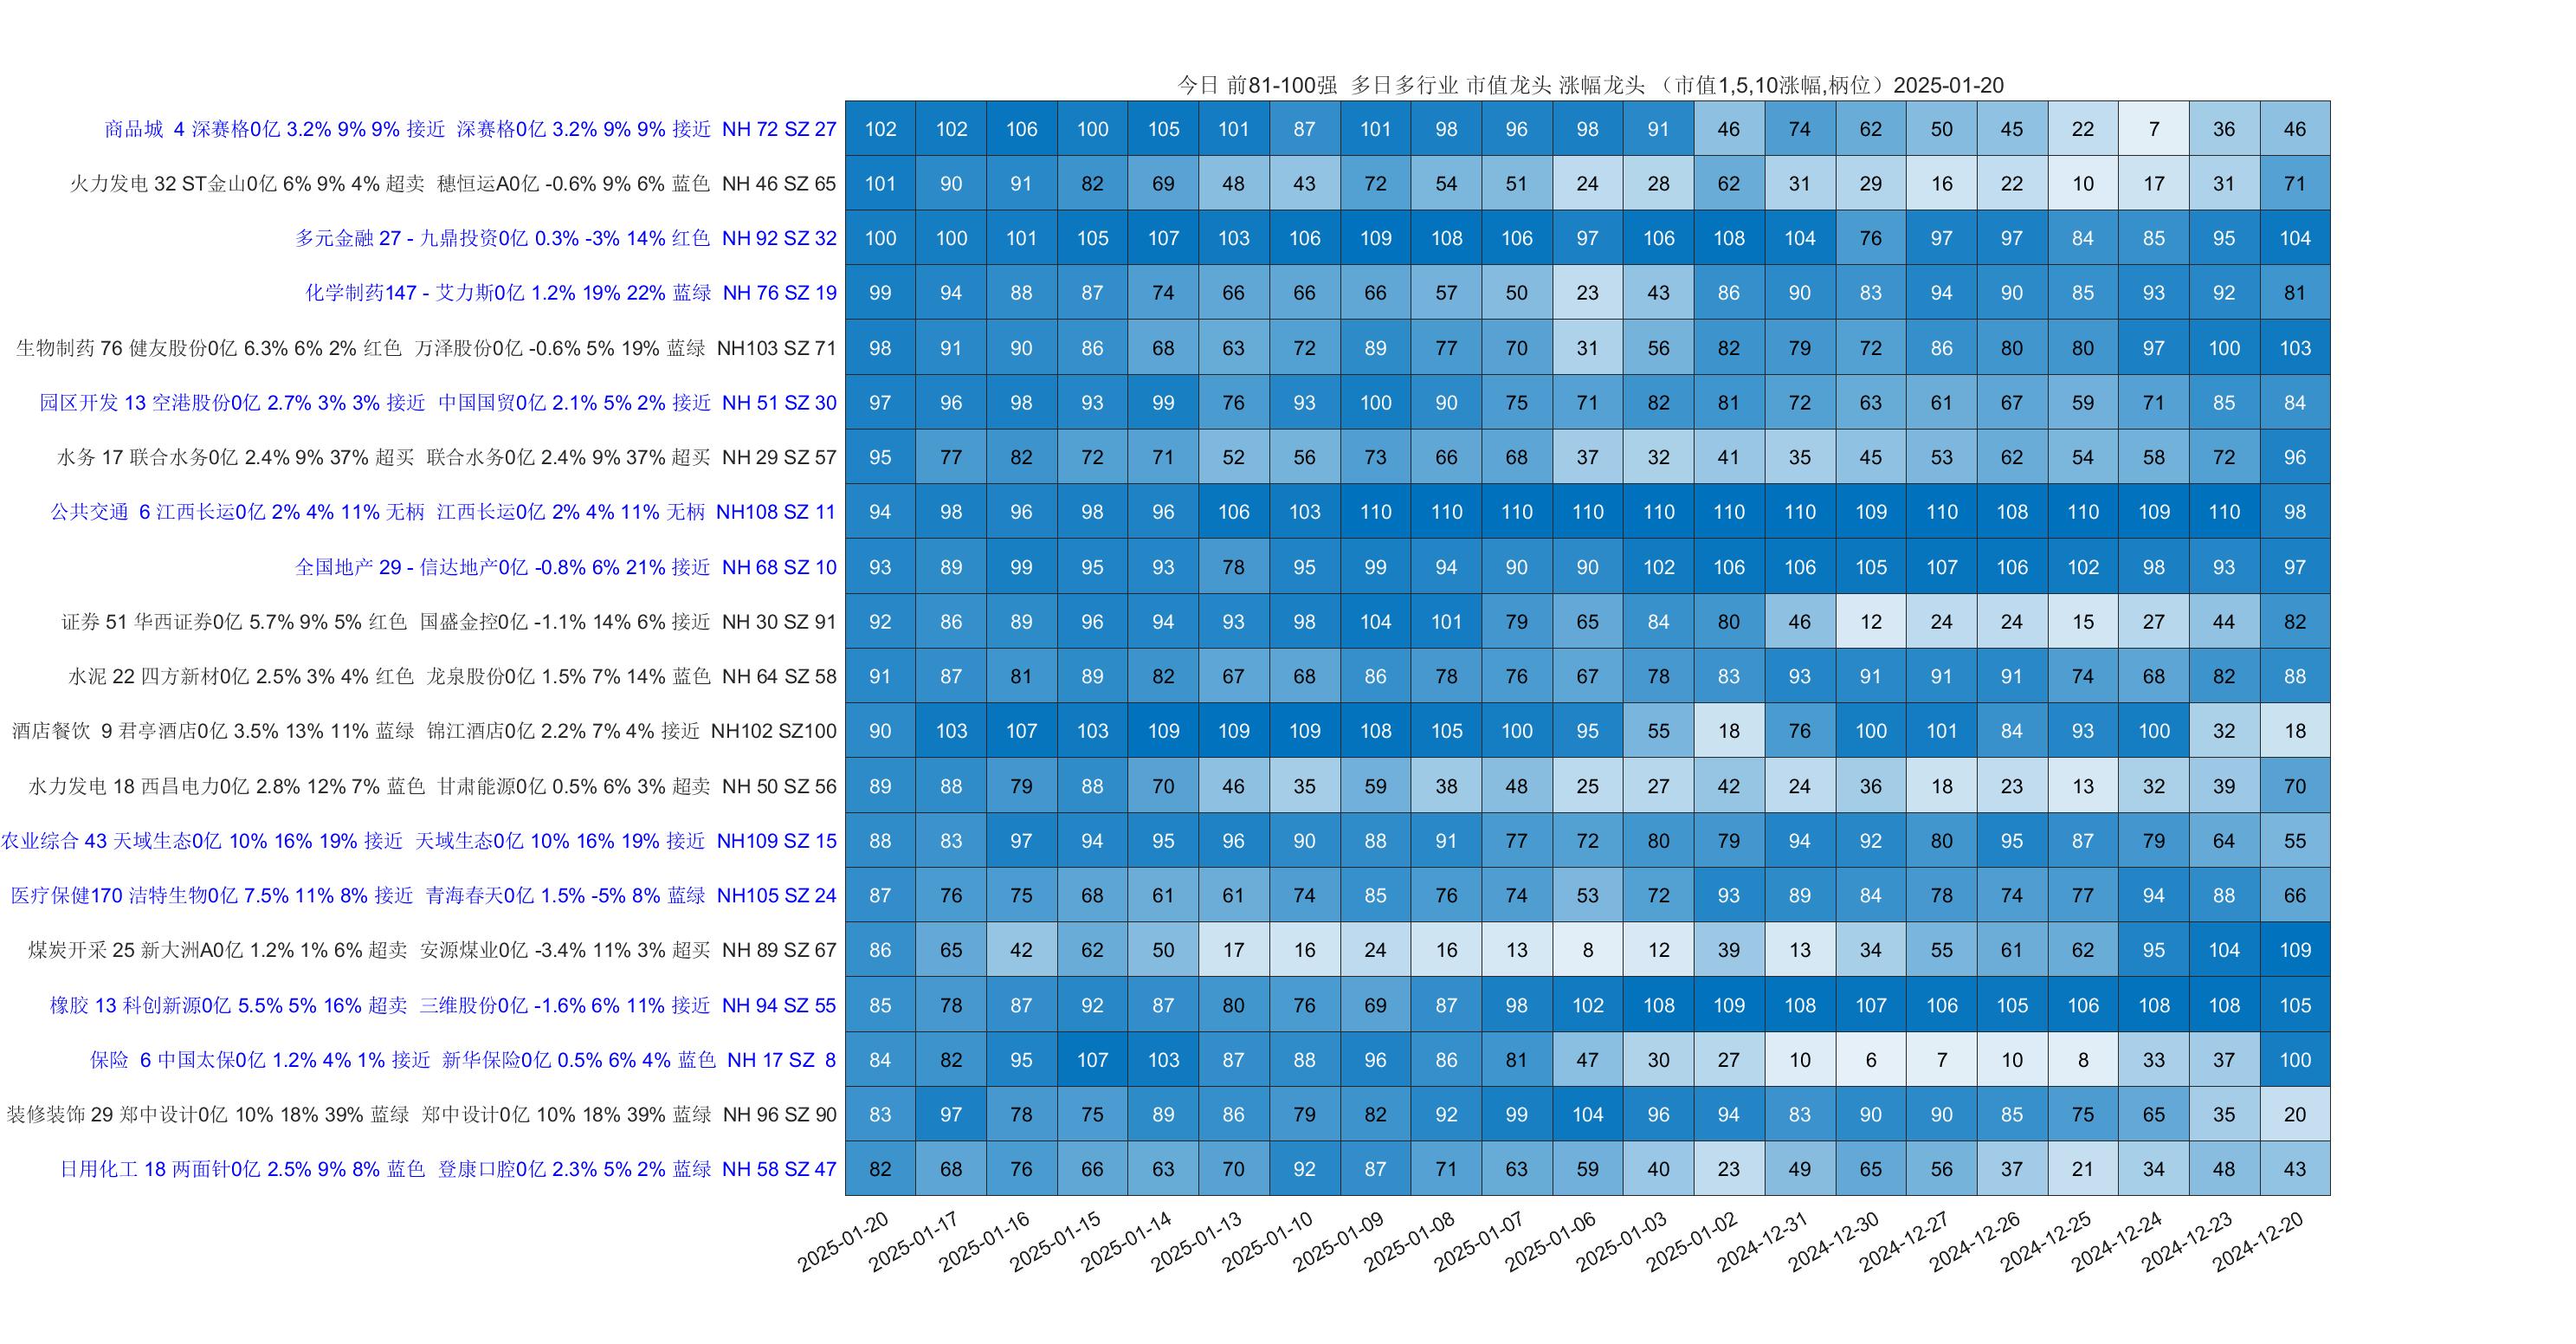 今日 前81-100强 多日多行业 市值龙头 涨幅龙头 （市值1,5,10涨幅,柄位）2025-01-20
商品城 4 深赛格0亿 3.2% 9% 9% 接近 深赛格0亿 3.2% 9% 9% 接近 NH 72 SZ 27 102 102 106 100 105 101 87 101 98 96 98 91 46 74 62 50 45 22 7 36 46
火力发电 32 ST金山0亿 6% 9% 4% 超卖 穗恒运A0亿 -0.6% 9% 6% 蓝色 NH 46 SZ 65 101 90 91 82 69 48 43 72 54 51 24 28 62 31 29 16 22 10 17 31 71
多元金融 27 - 九鼎投资0亿 0.3% -3% 14% 红色 NH 92 SZ 32 100 100 101 105 107 103 106 109 108 106 97 106 108 104 76 97 97 84 85 95 104
化学制药147 - 艾力斯0亿 1.2% 19% 22% 蓝绿 NH 76 SZ 19 99 94 88 87 74 66 66 66 57 50 23 43 86 90 83 94 90 85 93 92 81
生物制药 76 健友股份0亿 6.3% 6% 2% 红色 万泽股份0亿 -0.6% 5% 19% 蓝绿 NH103 SZ 71 98 91 90 86 68 63 72 89 77 70 31 56 82 79 72 86 80 80 97 100 103
园区开发 13 空港股份0亿 2.7% 3% 3% 接近 中国国贸0亿 2.1% 5% 2% 接近 NH 51 SZ 30 97 96 98 93 99 76 93 100 90 75 71 82 81 72 63 61 67 59 71 85 84
水务 17 联合水务0亿 2.4% 9% 37% 超买 联合水务0亿 2.4% 9% 37% 超买 NH 29 SZ 57 95 77 82 72 71 52 56 73 66 68 37 32 41 35 45 53 62 54 58 72 96
公共交通 6 江西长运0亿 2% 4% 11% 无柄 江西长运0亿 2% 4% 11% 无柄 NH108 SZ 11 94 98 96 98 96 106 103 110 110 110 110 110 110 110 109 110 108 110 109 110 98
全国地产 29 - 信达地产0亿 -0.8% 6% 21% 接近 NH 68 SZ 10 93 89 99 95 93 78 95 99 94 90 90 102 106 106 105 107 106 102 98 93 97
证券 51 华西证券0亿 5.7% 9% 5% 红色 国盛金控0亿 -1.1% 14% 6% 接近 NH 30 SZ 91 92 86 89 96 94 93 98 104 101 79 65 84 80 46 12 24 24 15 27 44 82
水泥 22 四方新材0亿 2.5% 3% 4% 红色 龙泉股份0亿 1.5% 7% 14% 蓝色 NH 64 SZ 58 91 87 81 89 82 67 68 86 78 76 67 78 83 93 91 91 91 74 68 82 88
酒店餐饮 9 君亭酒店0亿 3.5% 13% 11% 蓝绿 锦江酒店0亿 2.2% 7% 4% 接近 NH102 SZ100 90 103 107 103 109 109 109 108 105 100 95 55 18 76 100 101 84 93 100 32 18
水力发电 18 西昌电力0亿 2.8% 12% 7% 蓝色 甘肃能源0亿 0.5% 6% 3% 超卖 NH 50 SZ 56 89 88 79 88 70 46 35 59 38 48 25 27 42 24 36 18 23 13 32 39 70
农业综合 43 天域生态0亿 10% 16% 19% 接近 天域生态0亿 10% 16% 19% 接近 NH109 SZ 15 88 83 97 94 95 96 90 88 91 77 72 80 79 94 92 80 95 87 79 64 55
医疗保健170 洁特生物0亿 7.5% 11% 8% 接近 青海春天0亿 1.5% -5% 8% 蓝绿 NH105 SZ 24 87 76 75 68 61 61 74 85 76 74 53 72 93 89 84 78 74 77 94 88 66
煤炭开采 25 新大洲A0亿 1.2% 1% 6% 超卖 安源煤业0亿 -3.4% 11% 3% 超买 NH 89 SZ 67 86 65 42 62 50 17 16 24 16 13 8 12 39 13 34 55 61 62 95 104 109
橡胶 13 科创新源0亿 5.5% 5% 16% 超卖 三维股份0亿 -1.6% 6% 11% 接近 NH 94 SZ 55 85 78 87 92 87 80 76 69 87 98 102 108 109 108 107 106 105 106 108 108 105
保险 6 中国太保0亿 1.2% 4% 1% 接近 新华保险0亿 0.5% 6% 4% 蓝色 NH 17 SZ 8 84 82 95 107 103 87 88 96 86 81 47 30 27 10 6 7 10 8 33 37 100
装修装饰 29 郑中设计0亿 10% 18% 39% 蓝绿 郑中设计0亿 10% 18% 39% 蓝绿 NH 96 SZ 90 83 97 78 75 89 86 79 82 92 99 104 96 94 83 90 90 85 75 65 35 20
日用化工 18 两面针0亿 2.5% 9% 8% 蓝色 登康口腔0亿 2.3% 5% 2% 蓝绿 NH 58 SZ 47 82 68 76 66 63 70 92 87 71 63 59 40 23 49 65 56 37 21 34 48 43
2025-01-20 2025-01-17 2025-01-16 2025-01-15 2025-01-14 2025-01-13 2025-01-10 2025-01-09 2025-01-08 2025-01-07 2025-01-06 2025-01-03 2025-01-02 2024-12-31 2024-12-30 2024-12-27 2024-12-26 2024-12-25 2024-12-24 2024-12-23 2024-12-20